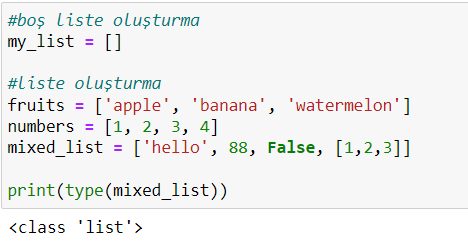 #boş liste oluşturma
my_list = []
#liste oluşturma
fruits = ['apple', 'banana', 'watermelon']
numbers = [1, 2, 3, 4]
mixed_list = ['hello', 88, False, [1,2,3]]
print(type(mixed_list))
<class 'list'>